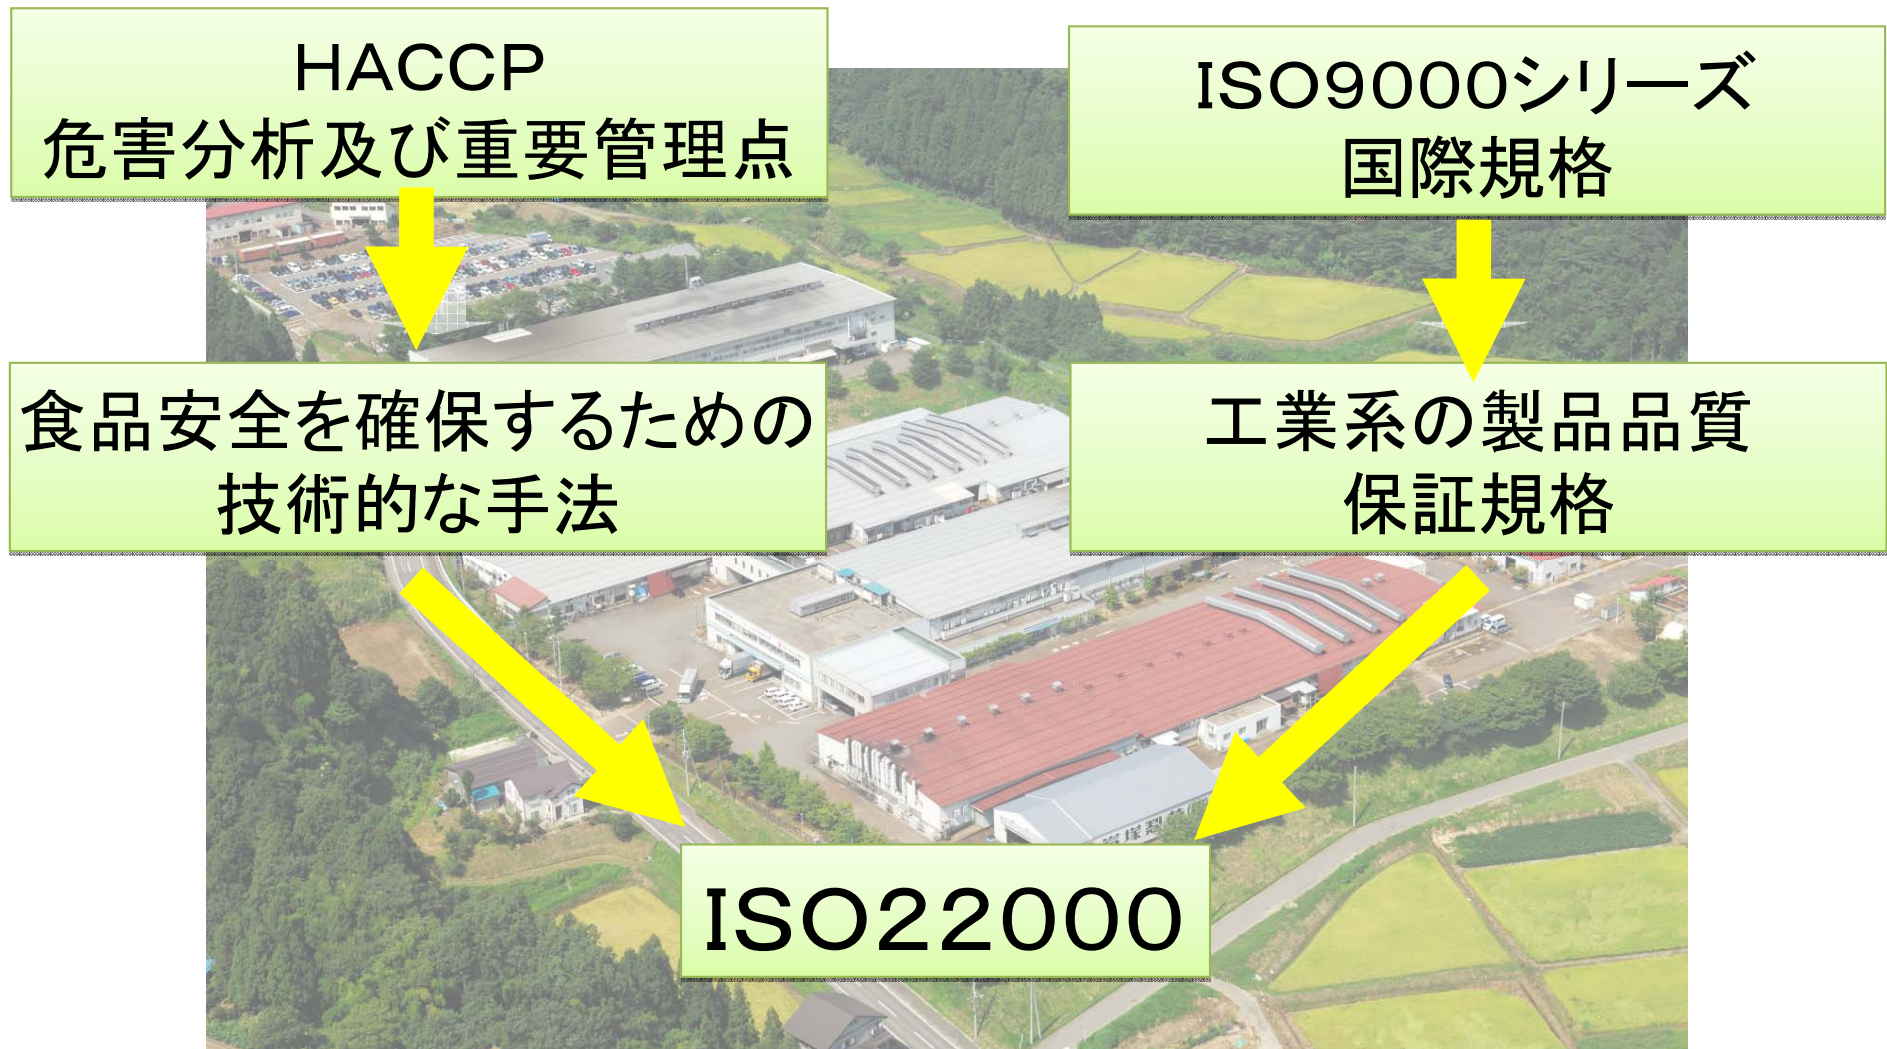 HACCP
危害分析及び重要管理点
ISO9000シリーズ
国際規格
食品安全を確保するための
技術的な手法
工業系の製品品質
保証規格
ISO22000